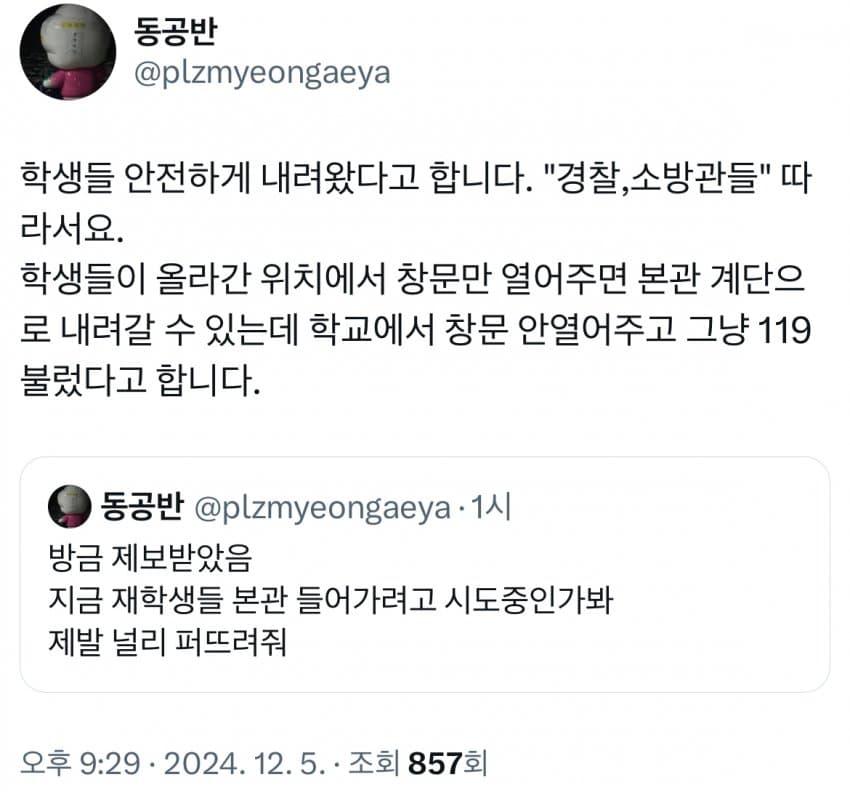 동공반
@plzmyeongaeya
학생들 안전하게 내려왔다고 합니다. "경찰,소방관들" 따
라서요.
학생들이 올라간 위치에서 창문만 열어주면 본관 계단으
로 내려갈 수 있는데 학교에서 창문 안열어주고 그냥 119
불렀다고 합니다.
동공반 @plzmyeongaeya · 1시
방금 제보받았음
지금 재학생들 본관 들어가려고 시도중인가봐
제발 널리 퍼뜨려줘
오후 9:29 · 2024. 12. 5. · 조회 857회